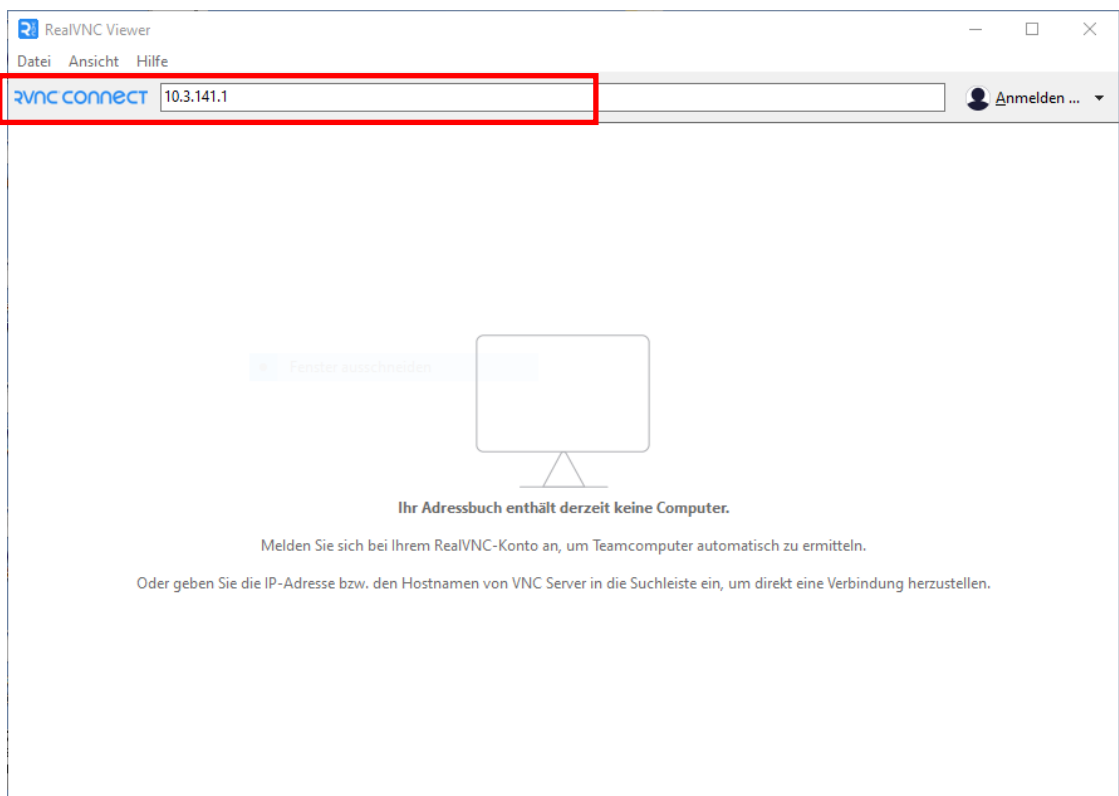 RealVNC Viewer
Datei Ansicht Hilfe
RVNC CONNECT 10.3.141.1 Anmelden ...
Fenster ausschneiden
Ihr Adressbuch enthält derzeit keine Computer.
Melden Sie sich bei Ihrem RealVNC-Konto an, um Teamcomputer automatisch zu ermitteln.
Oder geben Sie die IP-Adresse bzw. den Hostnamen von VNC Server in die Suchleiste ein, um direkt eine Verbindung herzustellen.